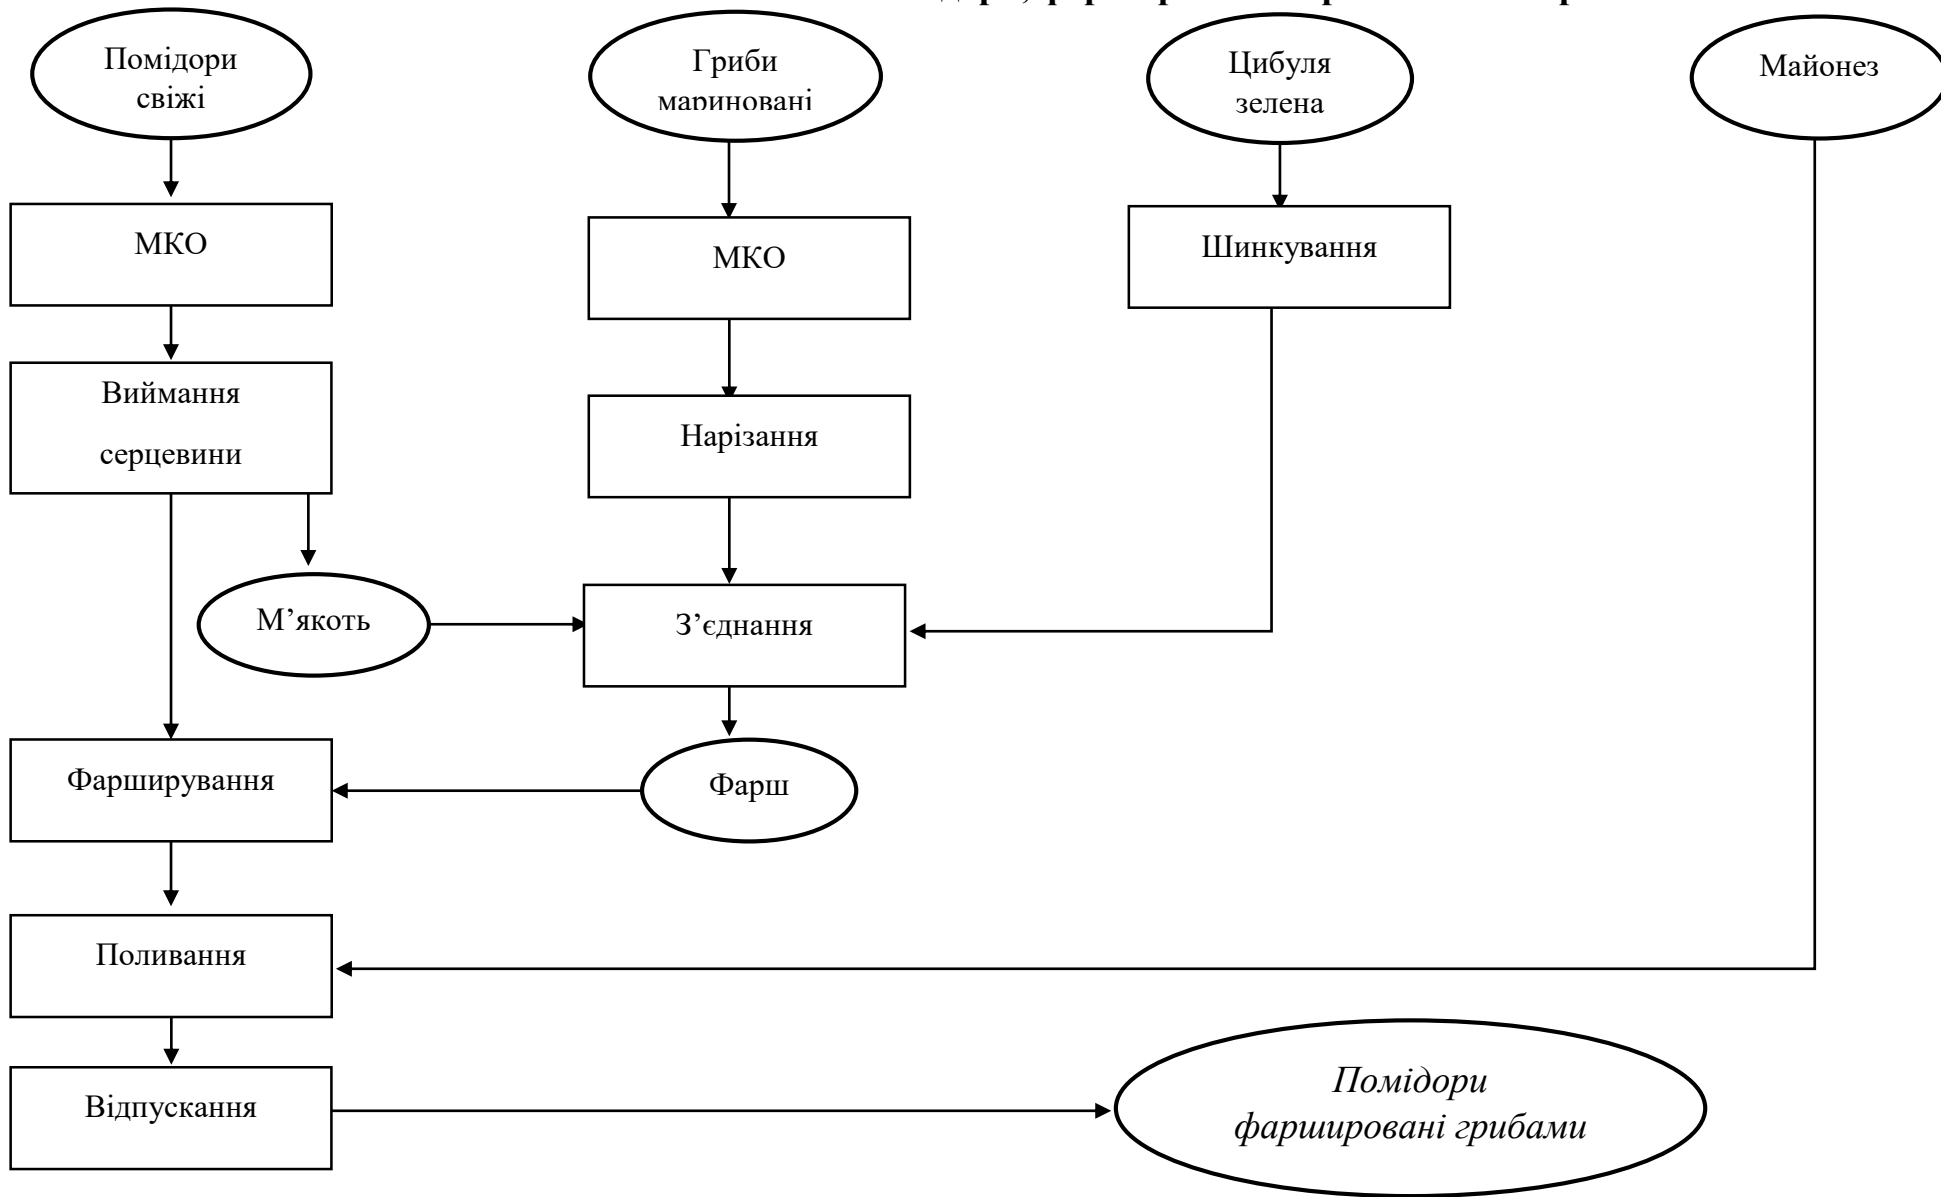 Помідори
свіжі
Гриби
мариновані
Цибуля
зелена
Майонез
МКО
МКО
Шинкування
Виймання
серцевини
Нарізання
М’якоть
З’єднання
Фарширування
Фарш
Поливання
Відпускання
Помідори
фаршировані грибами